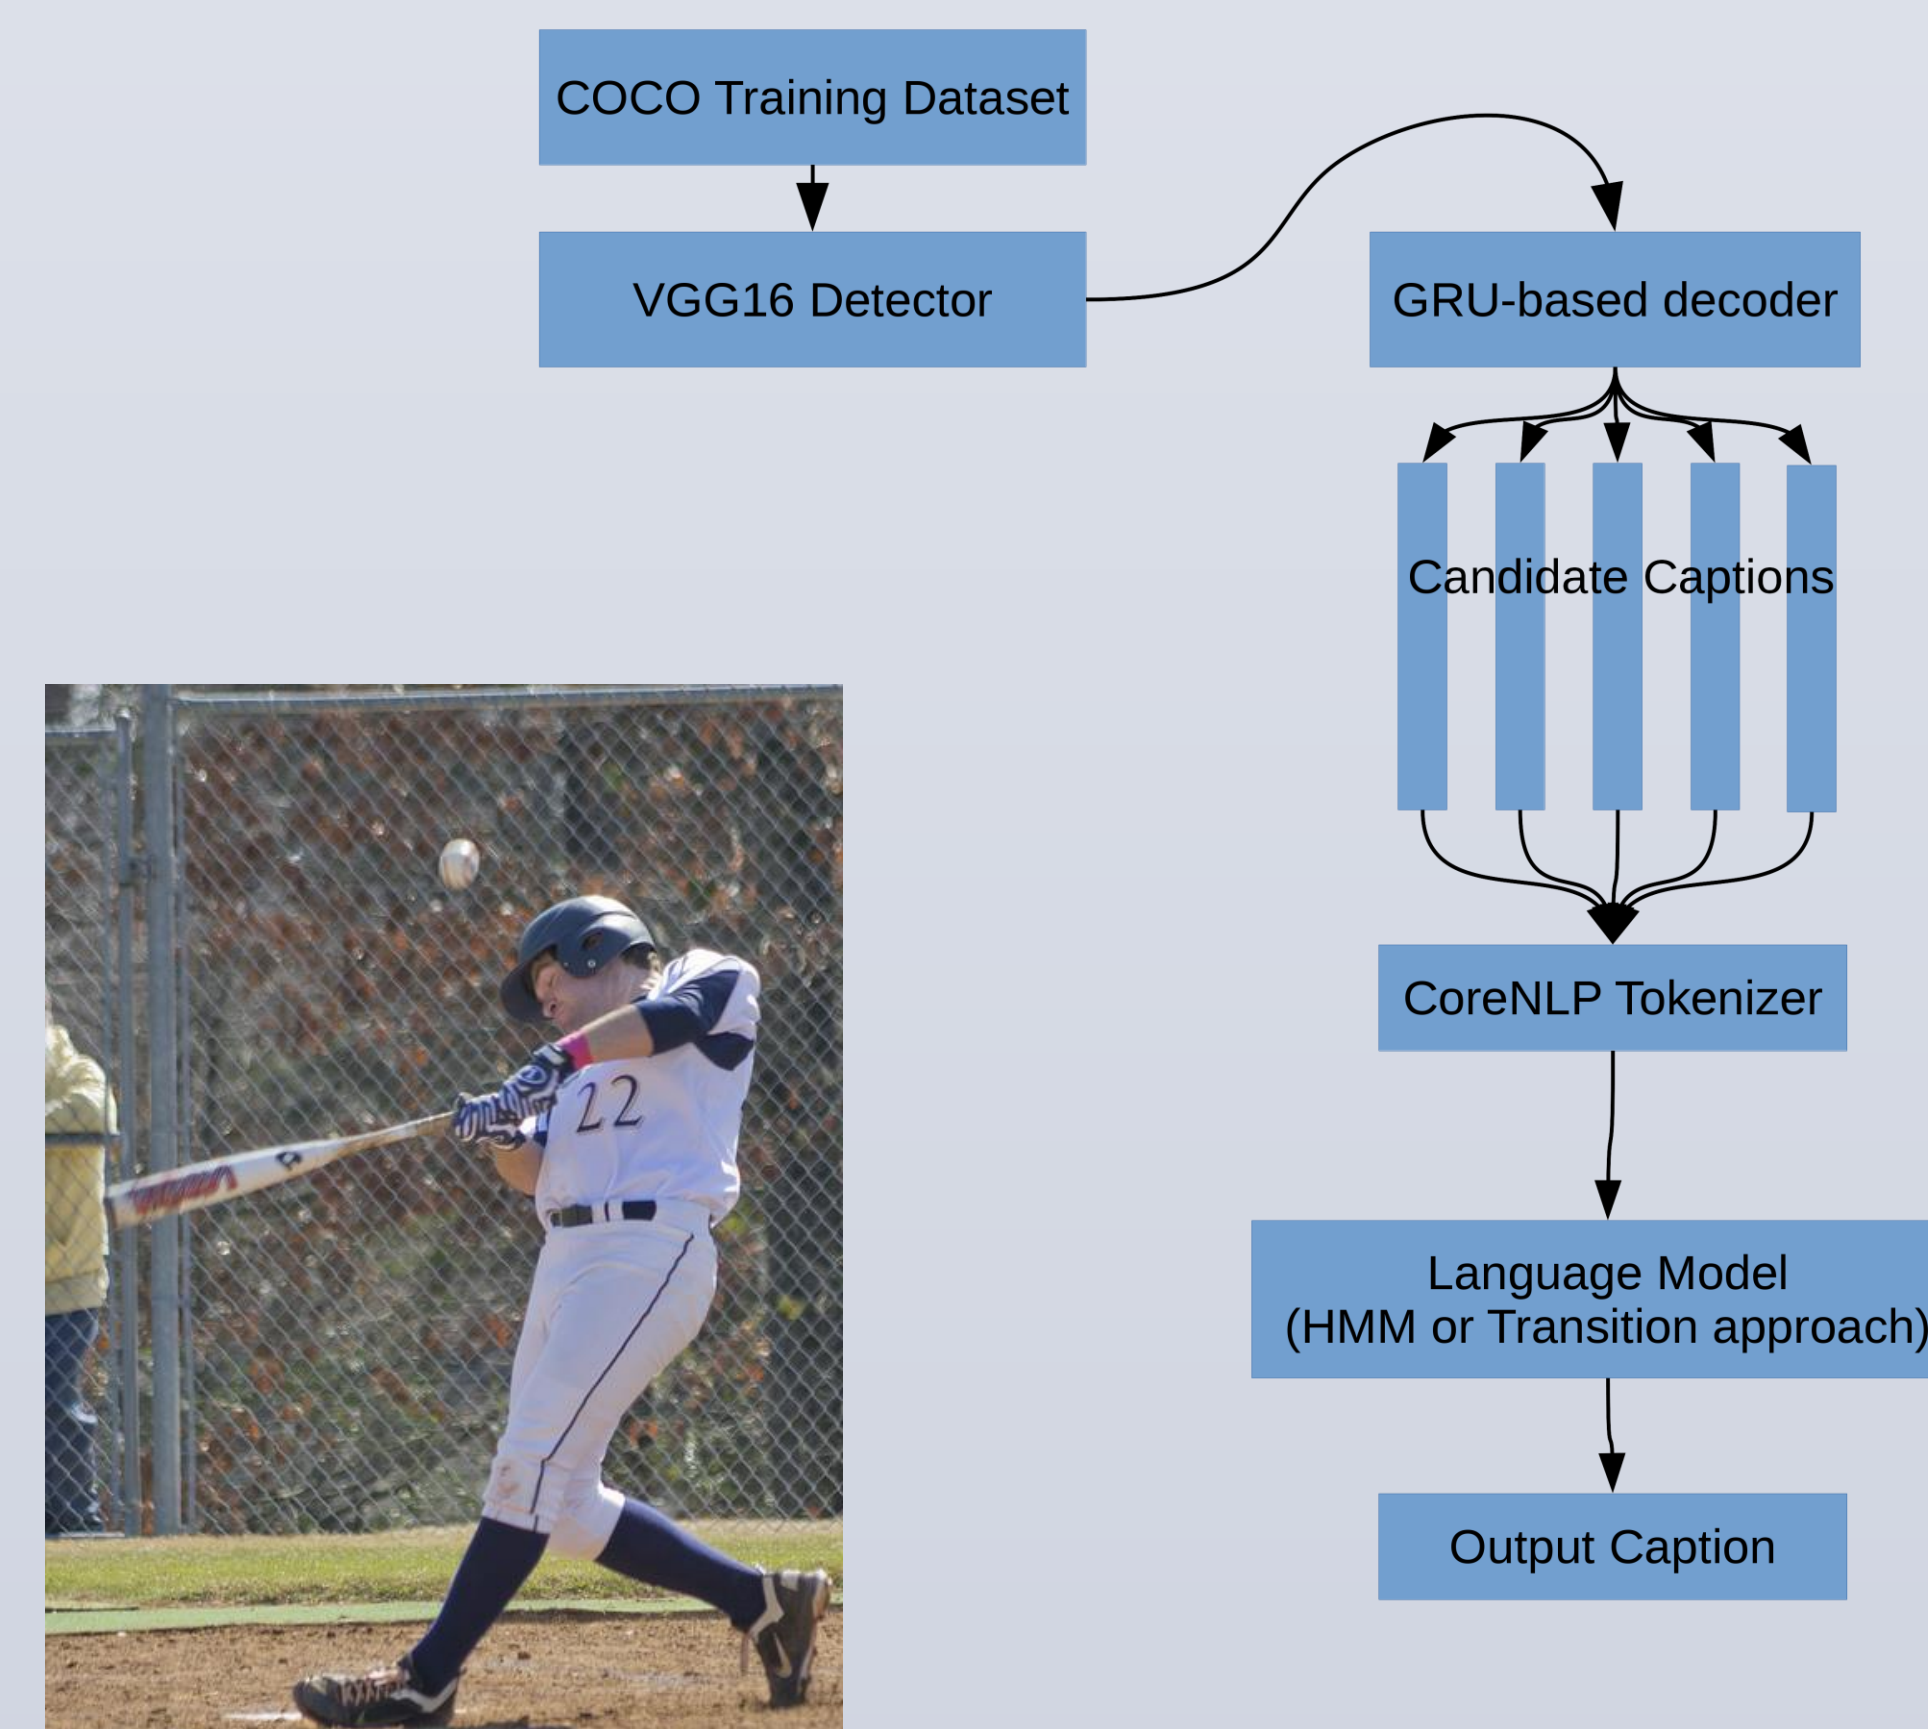 COCO Training Dataset
VGG16 Detector
GRU-based decoder
Candidate Captions
CoreNLP Tokenizer
Language Model
(HMM or Transition approach)
Output Caption
22